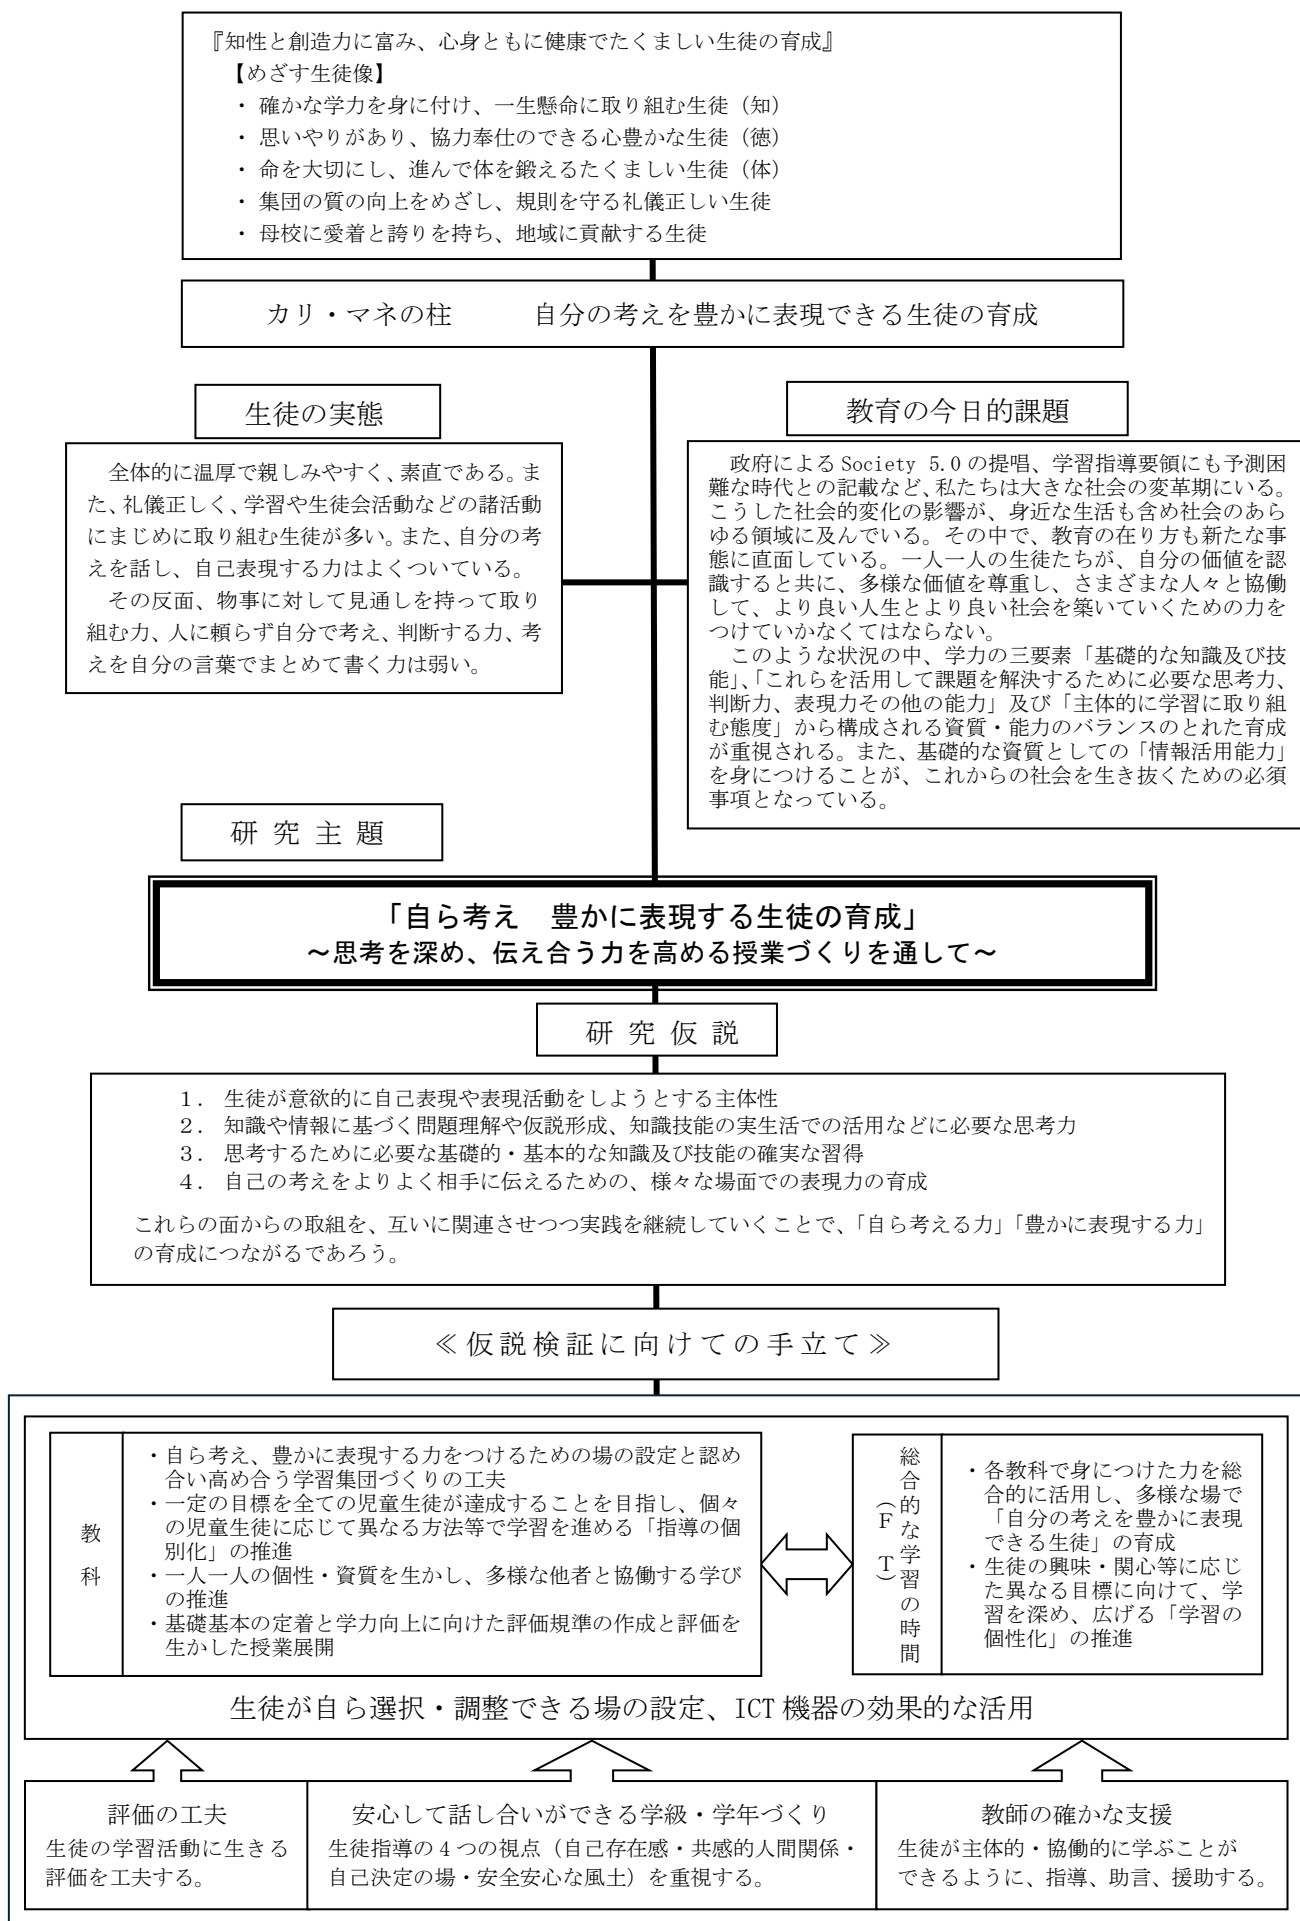 『知性と創造力に富み、心身ともに健康でたくましい生徒の育成』
【めざす生徒像】
・ 確かな学力を身に付け、一生懸命に取り組む生徒（知）
・ 思いやりがあり、協力奉仕のできる心豊かな生徒（徳）
・ 命を大切にし、進んで体を鍛えるたくましい生徒（体）
・ 集団の質の向上をめざし、規則を守る礼儀正しい生徒
・ 母校に愛着と誇りを持ち、地域に貢献する生徒
カリ・マネの柱　　自分の考えを豊かに表現できる生徒の育成
生徒の実態
全体的に温厚で親しみやすく、素直である。ま
た、礼儀正しく、学習や生徒会活動などの諸活動
にまじめに取り組む生徒が多い。また、自分の考
えを話し、自己表現する力はよくついている。
その反面、物事に対して見通しを持って取り
組む力、人に頼らず自分で考え、判断する力、考
えを自分の言葉でまとめて書く力は弱い。
教育の今日的課題
政府による Society 5.0 の提唱、学習指導要領にも予測困
難な時代との記載など、私たちは大きな社会の変革期にいる。
こうした社会的変化の影響が、身近な生活も含め社会のあら
ゆる領域に及んでいる。その中で、教育の在り方も新たな事
態に直面している。一人一人の生徒たちが、自分の価値を認
識すると共に、多様な価値を尊重し、さまざまな人々と協働
して、より良い人生とより良い社会を築いていくための力を
つけていかなくてはならない。
このような状況の中、学力の三要素「基礎的な知識及び技
能」、「これらを活用して課題を解決するために必要な思考力、
判断力、表現力その他の能力」及び「主体的に学習に取り組
む態度」から構成される資質・能力のバランスのとれた育成
が重視される。また、基礎的な資質としての「情報活用能力」
を身につけることが、これからの社会を生き抜くための必須
事項となっている。
研 究 主 題
「自ら考え　豊かに表現する生徒の育成」
～思考を深め、伝え合う力を高める授業づくりを通して～
研 究 仮 説
１． 生徒が意欲的に自己表現や表現活動をしようとする主体性
２． 知識や情報に基づく問題理解や仮説形成、知識技能の実生活での活用などに必要な思考力
３． 思考するために必要な基礎的・基本的な知識及び技能の確実な習得
４． 自己の考えをよりよく相手に伝えるための、様々な場面での表現力の育成
これらの面からの取組を、互いに関連させつつ実践を継続していくことで、「自ら考える力」「豊かに表現する力」
の育成につながるであろう。
≪仮説検証に向けての手立て≫
教科
・自ら考え、豊かに表現する力をつけるための場の設定と認め
合い高め合う学習集団づくりの工夫
・一定の目標を全ての児童生徒が達成することを目指し、個々
の児童生徒に応じて異なる方法等で学習を進める「指導の個
別化」の推進
・一人一人の個性・資質を生かし、多様な他者と協働する学び
の推進
・基礎基本の定着と学力向上に向けた評価規準の作成と評価を
生かした授業展開
総合的な学習の時間
（ＦＴ）
・各教科で身につけた力を総
合的に活用し、多様な場で
「自分の考えを豊かに表現
できる生徒」の育成
・生徒の興味・関心等に応じ
た異なる目標に向けて、学
習を深め、広げる「学習の
個性化」の推進
生徒が自ら選択・調整できる場の設定、ICT 機器の効果的な活用
評価の工夫
生徒の学習活動に生きる
評価を工夫する。
安心して話し合いができる学級・学年づくり
生徒指導の４つの視点（自己存在感・共感的人間関係・
自己決定の場・安全安心な風土）を重視する。
教師の確かな支援
生徒が主体的・協働的に学ぶことが
できるように、指導、助言、援助する。